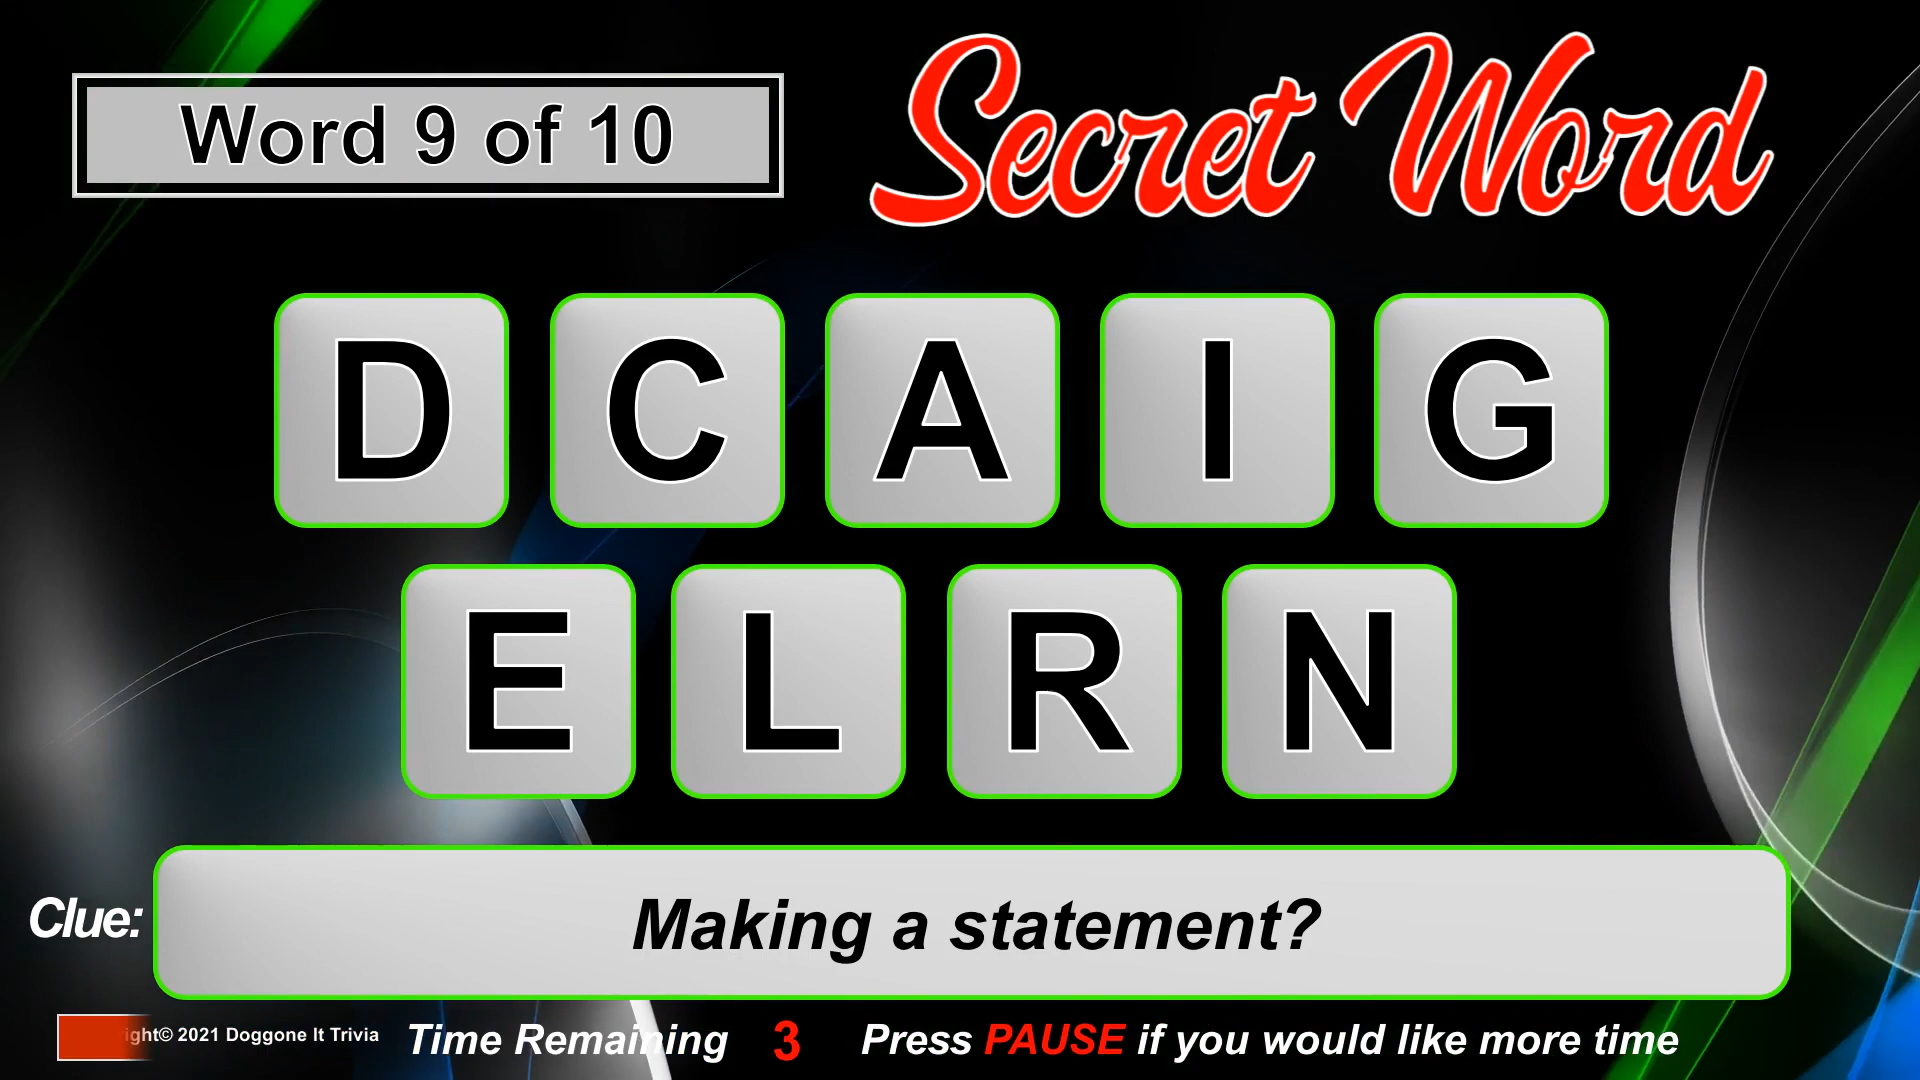 Secret Word
Word 9 of 10
D C A I G
E L R N
Clue: Making a statement?
ight© 2021 Doggone It Trivia
Time Remaining 3 Press PAUSE if you would like more time